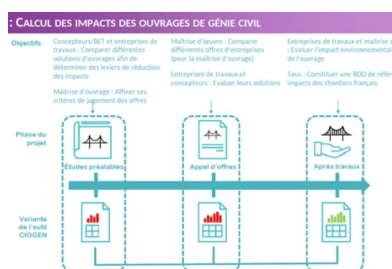 : CALCUL DES IMPACTS DES OUVRAGES DE GÉNIE CIVIL
Objectifs
Concepteurs/BET et entreprises de
travaux : Comparer différentes
solutions d'ouvrages afin de
déterminer des leviers de réduction
des impacts
Maîtrise d'ouvrage : Affiner ses
critères de jugement des offres
Maîtrise d'œuvre : Comparer
différentes offres d'entreprises
(pour la maîtrise d'ouvrage)
Entreprises de travaux et
concepteurs : Evaluer leurs solutions
Entreprises de travaux et maîtrise d'
: Evaluer l'impact environnemental
de l'ouvrage
Tous : Constituer une BDD de référ
impacts des chantiers français
Phase du
projet
Études préalables
Appel d'offres
Après travaux
Variante
de l'outil
CIOGEN